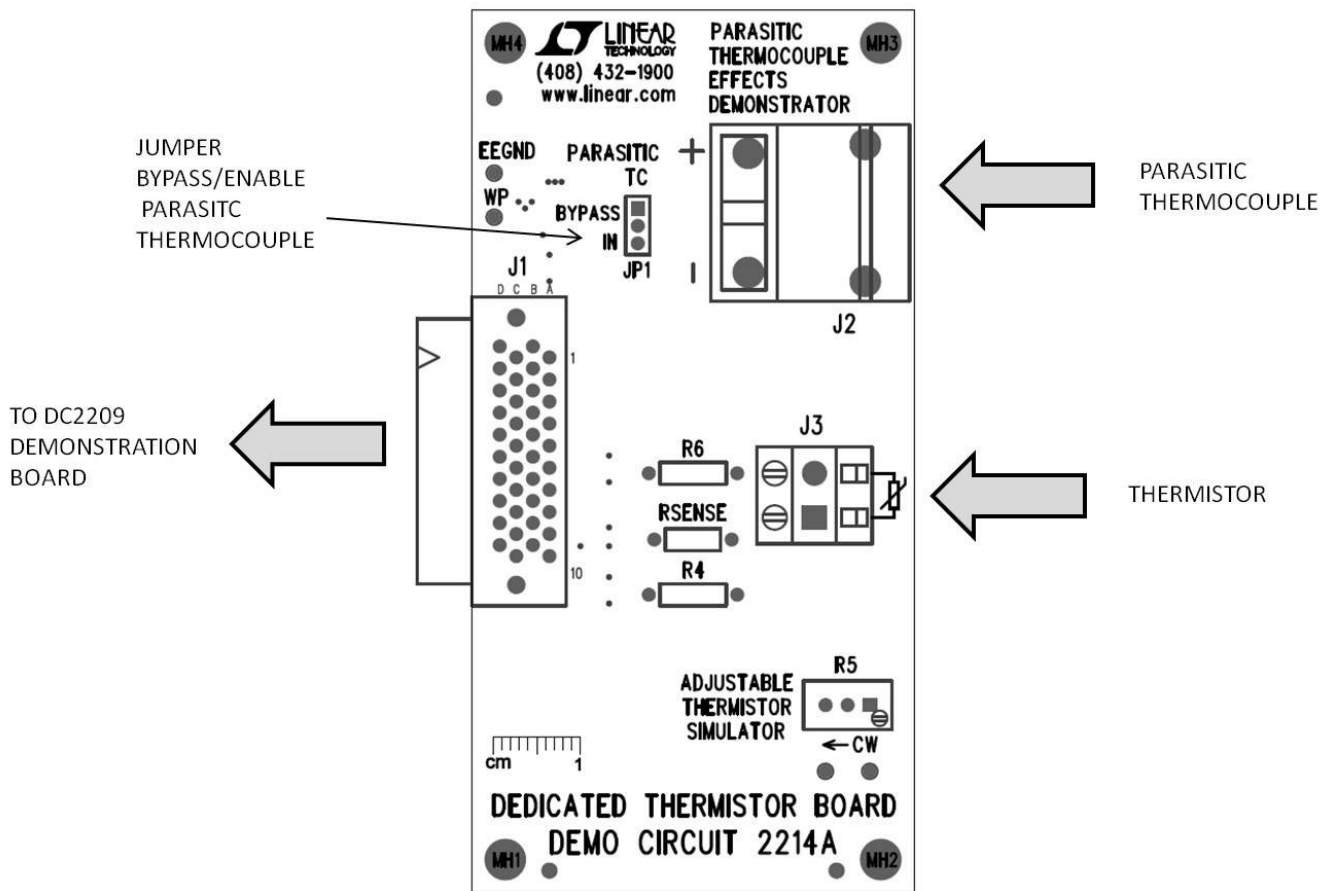 MH4
LINEAR
TECHNOLOGY
(408) 432-1900
www.linear.com
PARASITIC
THERMOCOUPLE
EFFECTS
DEMONSTRATOR
MH3
JUMPER
BYPASS/ENABLE
PARASITC
THERMOCOUPLE
EEGND
WP
PARASITIC
TC
BYPASS
IN
JP1
+
-
J2
PARASITIC
THERMOCOUPLE
J1
D C B A
1
10
TO DC2209
DEMONSTRATION
BOARD
R6
RSENSE
R4
J3
THERMISTOR
ADJUSTABLE
THERMISTOR
SIMULATOR
R5
←CW
cm 1
DEDICATED THERMISTOR BOARD
DEMO CIRCUIT 2214A
MH1
MH2